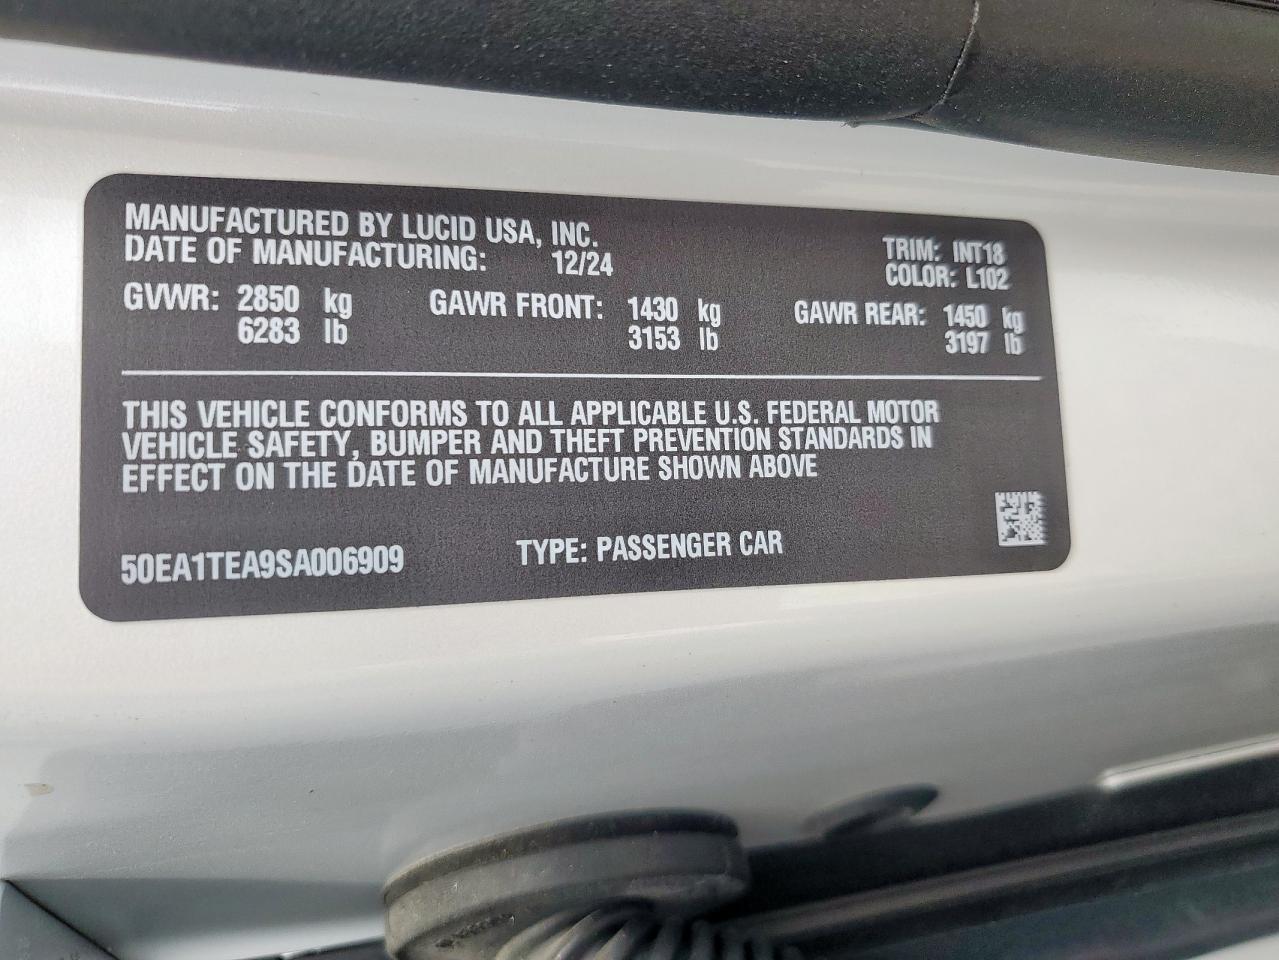 MANUFACTURED BY LUCID USA, INC.
DATE OF MANUFACTURING: 12/24
TRIM: INT18
COLOR: L102
GVWR: 2850 kg GAWR FRONT: 1430 kg GAWR REAR: 1450 kg
6283 lb 3153 lb 3197 lb
THIS VEHICLE CONFORMS TO ALL APPLICABLE U.S. FEDERAL MOTOR
VEHICLE SAFETY, BUMPER AND THEFT PREVENTION STANDARDS IN
EFFECT ON THE DATE OF MANUFACTURE SHOWN ABOVE
50EA1TEA9SA006909 TYPE: PASSENGER CAR